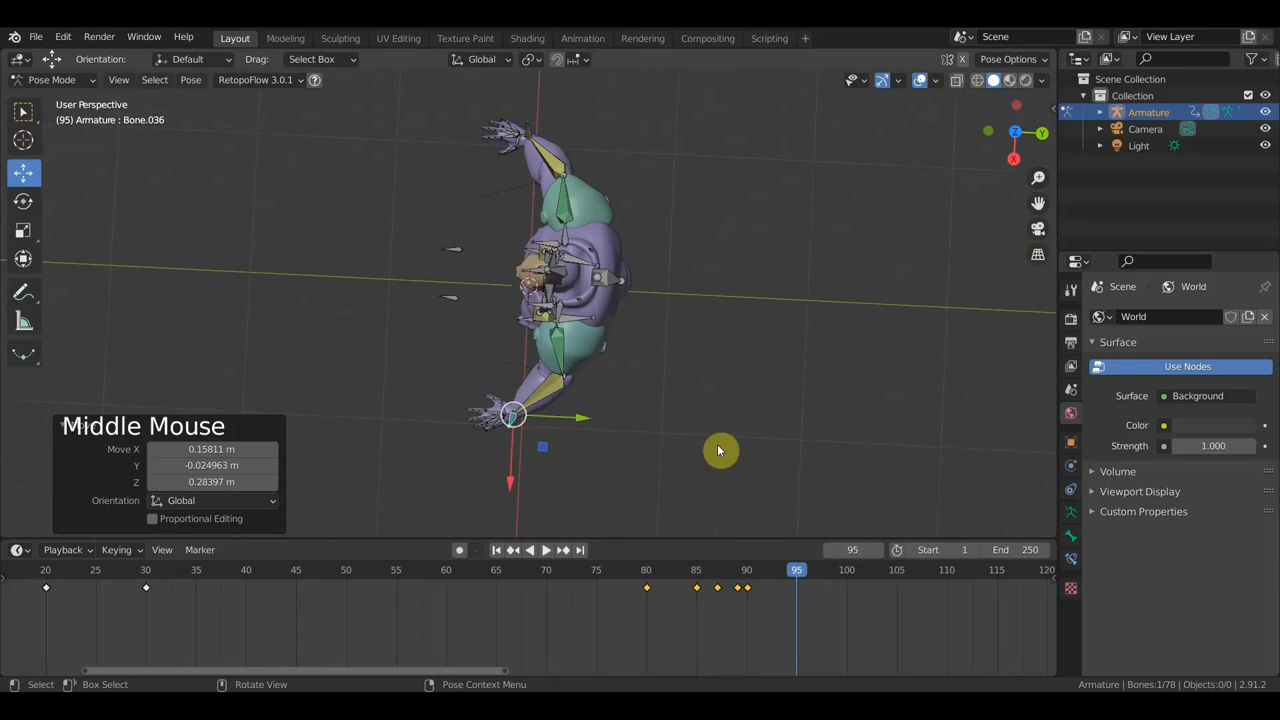 File Edit Render Window Help Layout Modeling Sculpting UV Editing Texture Paint Shading Animation Rendering Compositing Scripting + Scene View Layer
Orientation: Default Drag: Select Box Global Pose Options
Pose Mode View Select Pose RetopoFlow 3.0.1
User Perspective
(95) Armature : Bone.036
Scene Collection
Collection
Armature
Camera
Light
X
Y
Z
Scene World
World
Surface
Use Nodes
Surface Background
Color
Strength 1.000
Volume
Viewport Display
Custom Properties
Middle Mouse
Move X 0.15811 m
Y -0.024963 m
Z 0.28397 m
Orientation Global
Proportional Editing
Playback Keying View Marker 95 Start 1 End 250
20 25 30 35 40 45 50 55 60 65 70 75 80 85 90 95 100 105 110 115 120
Select Box Select Rotate View Pose Context Menu Armature | Bones:1/78 | Objects:0/0 | 2.91.2